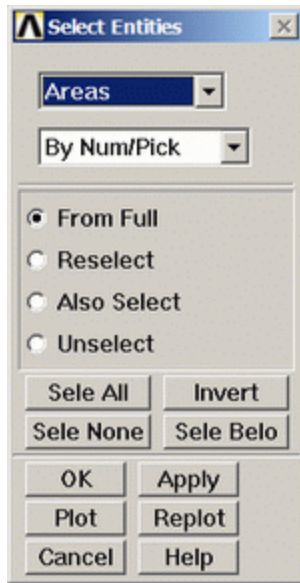 Select Entities
Areas
By Num/Pick
From Full
Reselect
Also Select
Unselect
Sele All Invert
Sele None Sele Belo
OK Apply
Plot Replot
Cancel Help